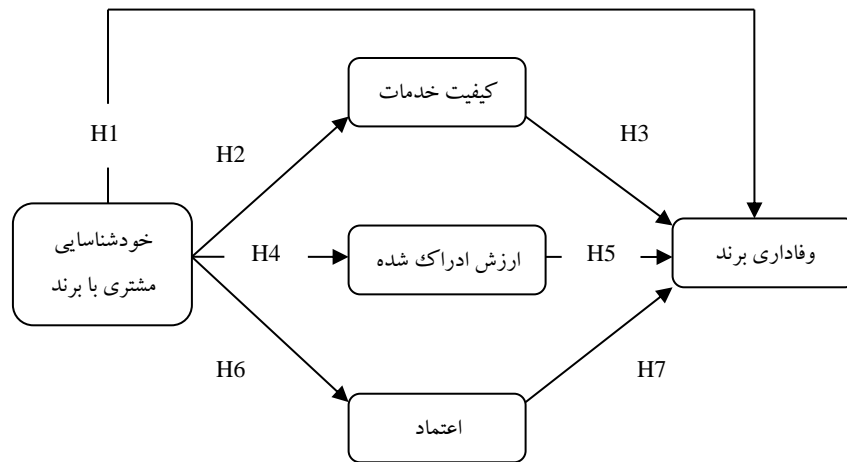 کیفیت خدمات
H1
H2
H3
خودشناسایی
مشتری با برند
H4
ارزش ادراک شده
H5
وفاداری برند
H6
H7
اعتماد